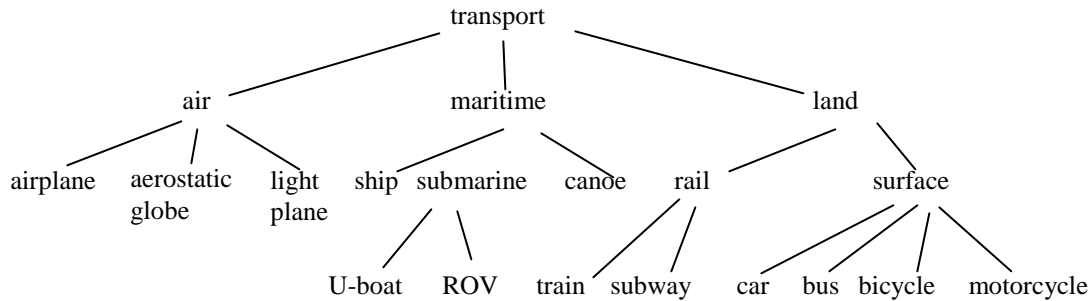 transport
air maritime land
airplane aerostatic light ship submarine canoe rail surface
globe plane
U-boat ROV train subway car bus bicycle motorcycle